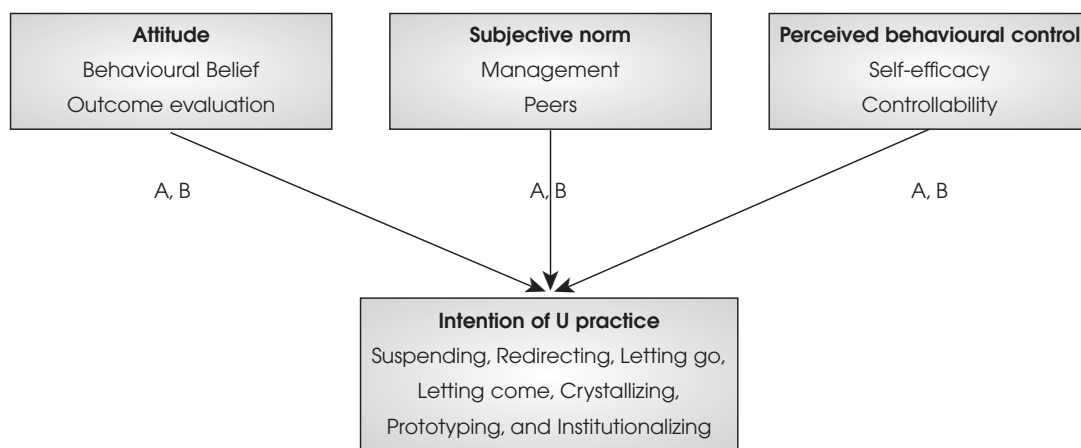 Attitude
Behavioural Belief
Outcome evaluation
Subjective norm
Management
Peers
Perceived behavioural control
Self-efficacy
Controllability
A, B
A, B
A, B
Intention of U practice
Suspending, Redirecting, Letting go,
Letting come, Crystallizing,
Prototyping, and Institutionalizing